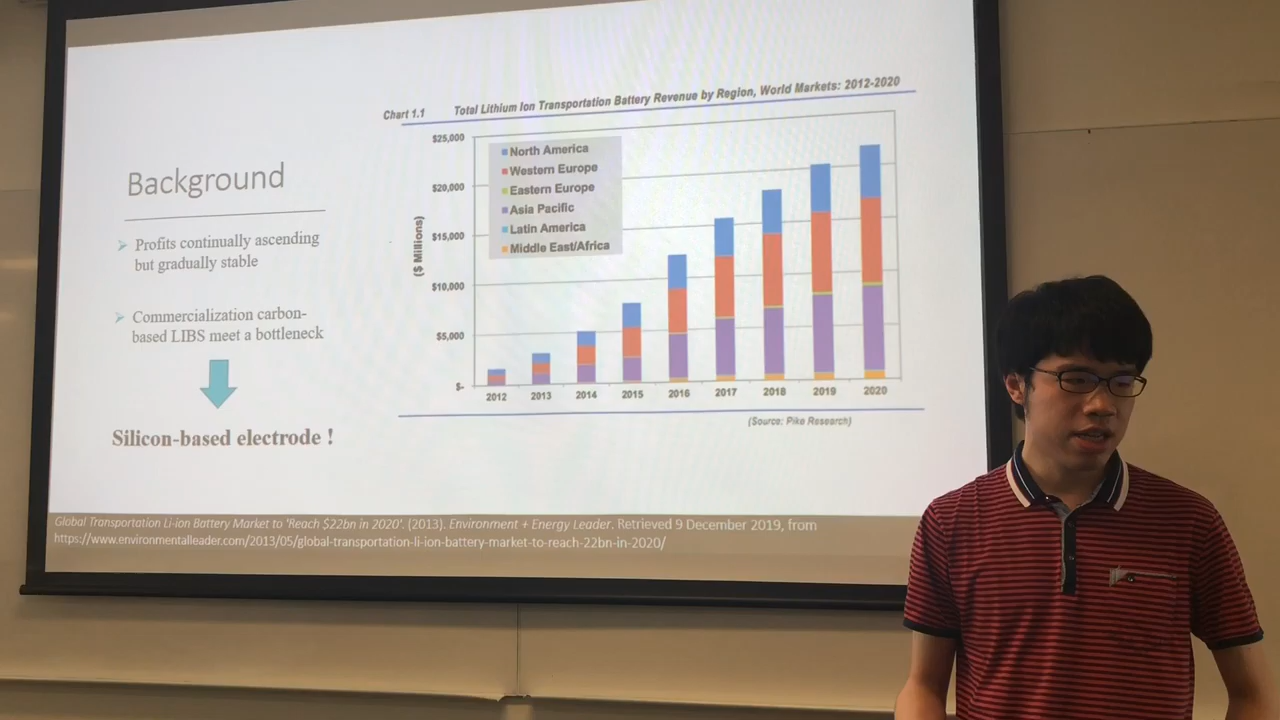 Background
Profits continually ascending
but gradually stable
Commercialization carbon-
based LIBS meet a bottleneck
Silicon-based electrode !
Chart 1.1 Total Lithium Ion Transportation Battery Revenue by Region, World Markets: 2012-2020
($ Millions)
$25,000
$20,000
$15,000
$10,000
$5,000
$-
North America
Western Europe
Eastern Europe
Asia Pacific
Latin America
Middle East/Africa
2012 2013 2014 2015 2016 2017 2018 2019 2020
(Source: Pike Research)
Global Transportation Li-ion Battery Market to 'Reach $22bn in 2020'. (2013). Environment + Energy Leader. Retrieved 9 December 2019, from
https://www.environmentalleader.com/2013/05/global-transportation-li-ion-battery-market-to-reach-22bn-in-2020/